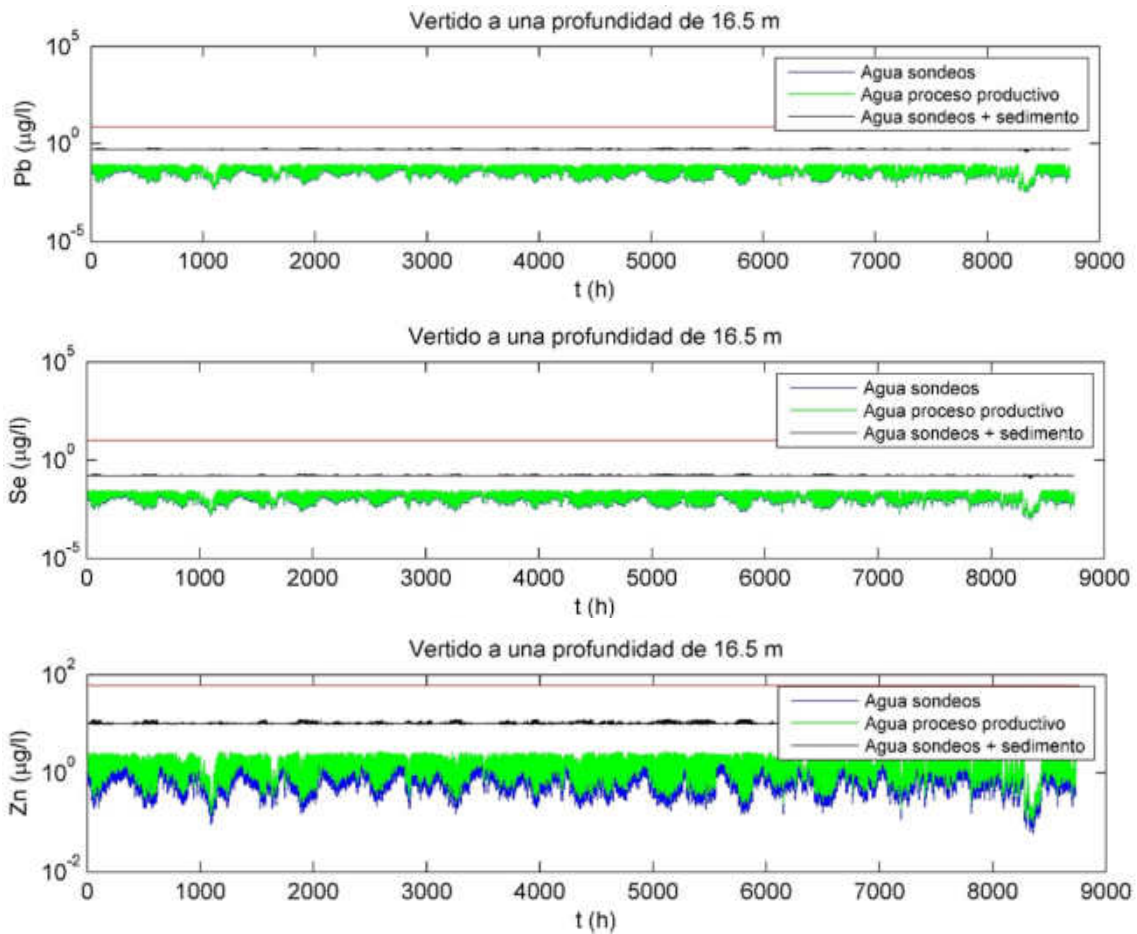 Vertido a una profundidad de 16.5 m
10^5
10^0
10^-5
Pb (µg/l)
Agua sondeos
Agua proceso productivo
Agua sondeos + sedimento
0 1000 2000 3000 4000 5000 6000 7000 8000 9000
t (h)
Vertido a una profundidad de 16.5 m
10^5
10^0
10^-5
Se (µg/l)
Agua sondeos
Agua proceso productivo
Agua sondeos + sedimento
0 1000 2000 3000 4000 5000 6000 7000 8000 9000
t (h)
Vertido a una profundidad de 16.5 m
10^2
10^0
10^-2
Zn (µg/l)
Agua sondeos
Agua proceso productivo
Agua sondeos + sedimento
0 1000 2000 3000 4000 5000 6000 7000 8000 9000
t (h)